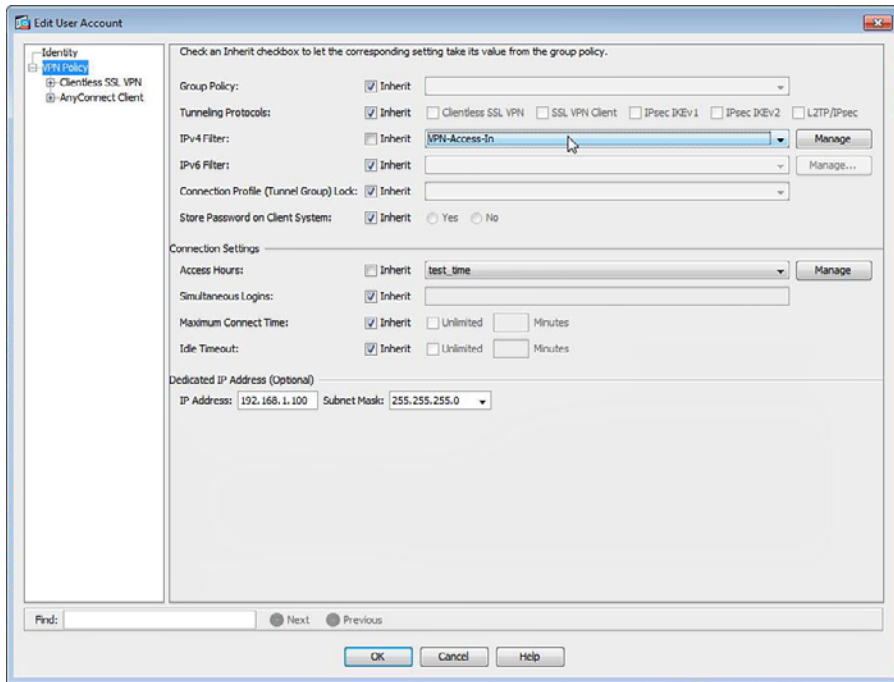 Edit User Account
Identity
VPN Policy
Clientless SSL VPN
AnyConnect Client
Check an Inherit checkbox to let the corresponding setting take its value from the group policy.
Group Policy: Inherit
Tunneling Protocols: Inherit Clientless SSL VPN SSL VPN Client IPsec IKEv1 IPsec IKEv2 L2TP/IPsec
IPv4 Filter: Inherit VPN-Access-In Manage
IPv6 Filter: Inherit Manage...
Connection Profile (Tunnel Group) Lock: Inherit
Store Password on Client System: Inherit Yes No
Connection Settings
Access Hours: Inherit test_time Manage
Simultaneous Logins: Inherit
Maximum Connect Time: Inherit Unlimited Minutes
Idle Timeout: Inherit Unlimited Minutes
Dedicated IP Address (Optional)
IP Address: 192.168.1.100 Subnet Mask: 255.255.255.0
Find: Next Previous
OK Cancel Help